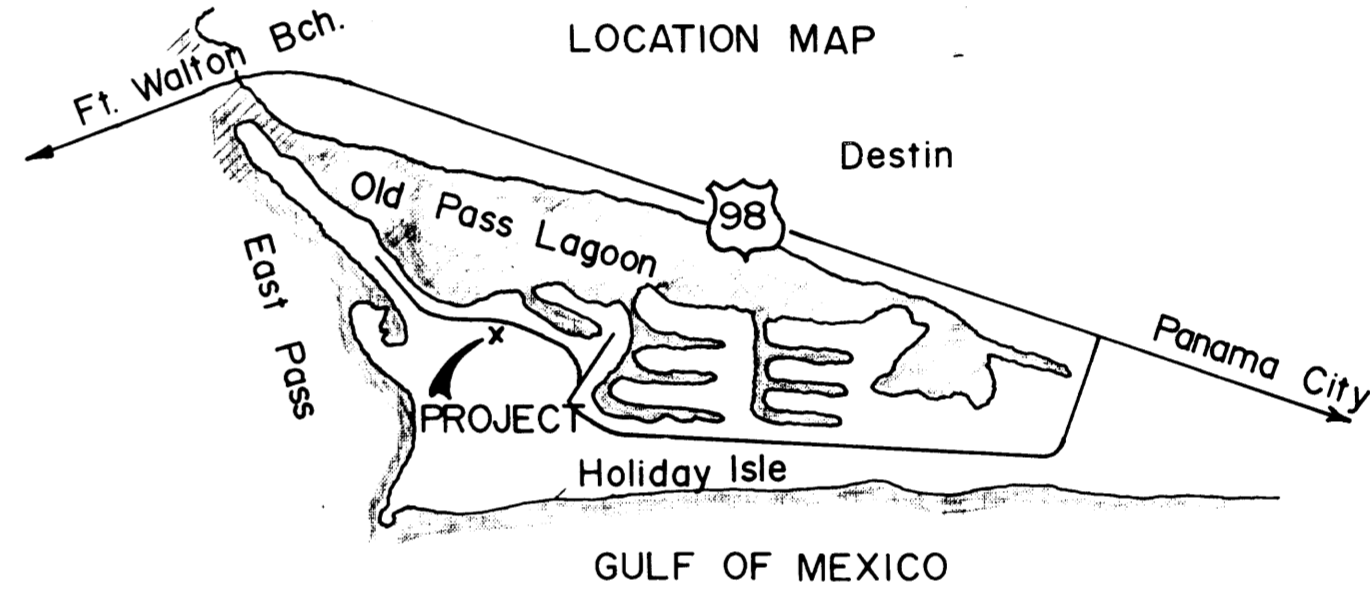 LOCATION MAP
Ft. Walton Bch.
Destin
98
Old Pass Lagoon
East Pass
Panama City
PROJECT
Holiday Isle
GULF OF MEXICO